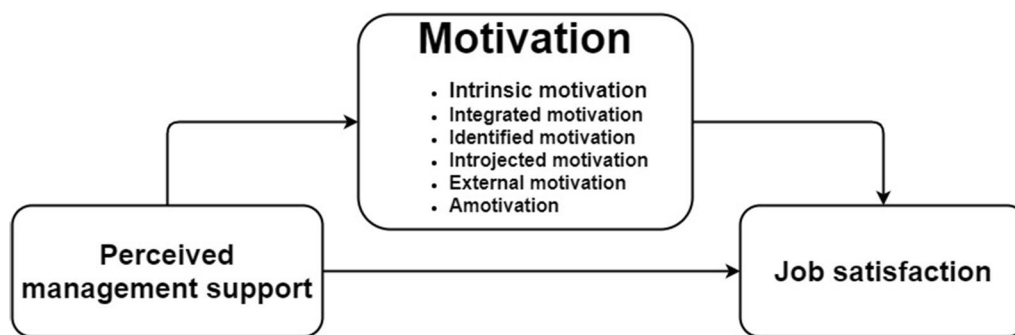 Motivation
• Intrinsic motivation
• Integrated motivation
• Identified motivation
• Introjected motivation
• External motivation
• Amotivation
Perceived
management support
Job satisfaction